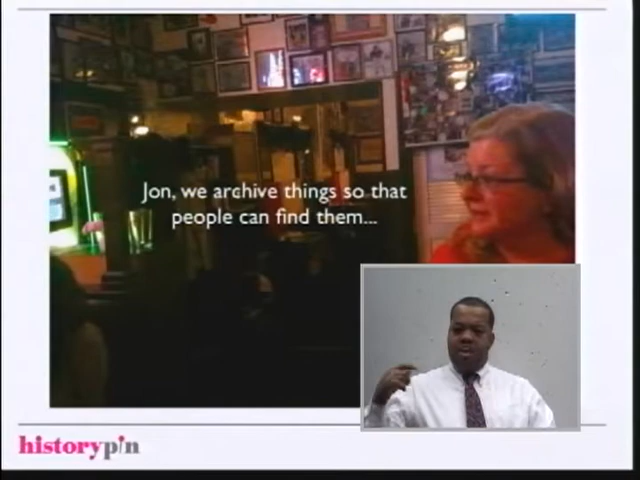 Jon, we archive things so that
people can find them...
historypin